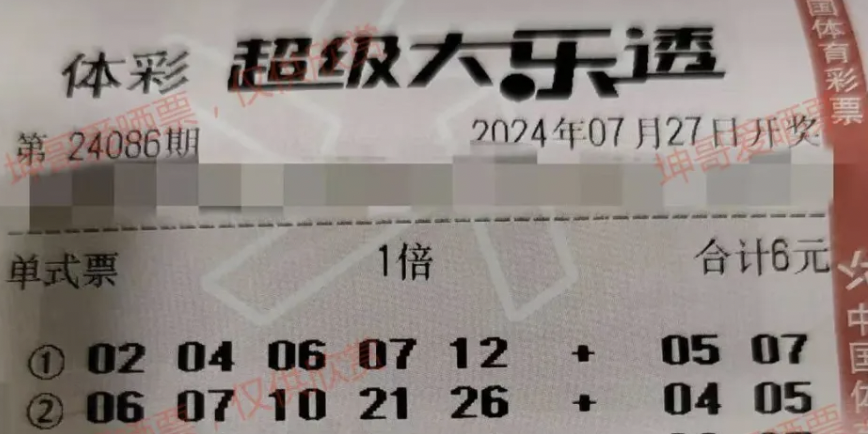 体彩 超级大乐透
第 24086期 2024年07月27日开奖
单式票 1倍 合计6元
① 02 04 06 07 12 + 05 07
② 06 07 10 21 26 + 04 05
国体育彩票
中国体
坤哥爱晒票,仅供欣赏
坤哥爱晒票